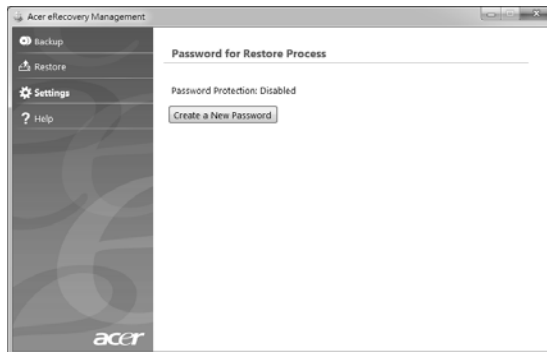 Acer eRecovery Management
Backup
Restore
Settings
? Help
Password for Restore Process
Password Protection: Disabled
Create a New Password
acer